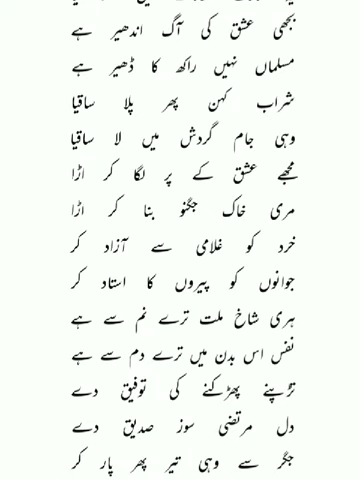 بجھی عشق کی آگ اندھیر ہے
مسلماں نہیں راکھ کا ڈھیر ہے
شراب کہن پھر پلا ساقیا
وہی جام گردش میں لا ساقیا
مجھے عشق کے پر لگا کر اڑا
مری خاک جگنو بنا کر اڑا
خرد کو غلامی سے آزاد کر
جوانوں کو پیروں کا استاد کر
ہری شاخ ملت ترے نم سے ہے
نفس اس بدن میں ترے دم سے ہے
تڑپنے پھڑکنے کی توفیق دے
دل مرتضیٰ سوز صدیق دے
جگر سے وہی تیر پھر پار کر